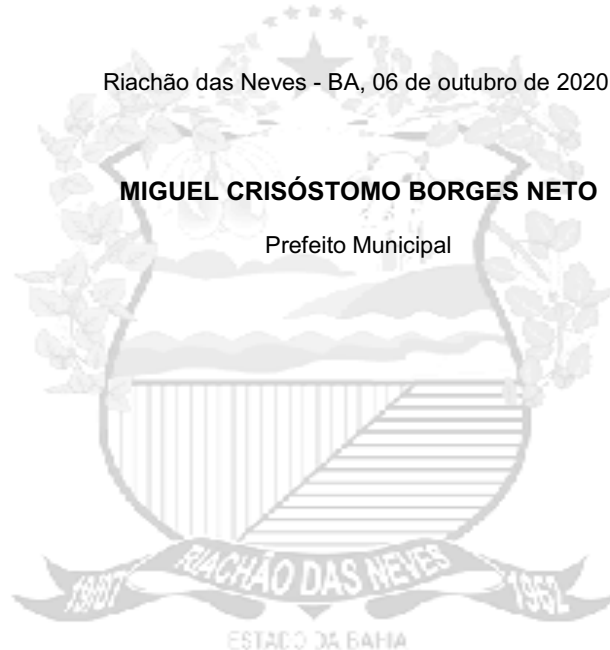 Riachão das Neves - BA, 06 de outubro de 2020
MIGUEL CRISÓSTOMO BORGES NETO
Prefeito Municipal
RIACHÃO DAS NEVES
1962
ESTADO DA BAHIA